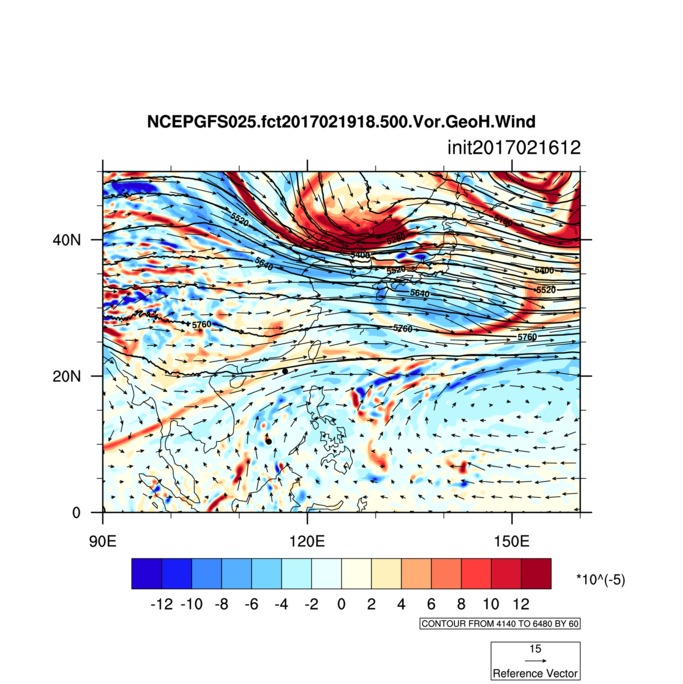 NCEPGFS025.fct2017021918.500.Vor.GeoH.Wind
init2017021612
5520
5400
5520
5640
5640
5400
5520
5760
5760
5760
40N
20N
0
90E 120E 150E
-12 -10 -8 -6 -4 -2 0 2 4 6 8 10 12
*10^(-5)
CONTOUR FROM 4140 TO 6480 BY 60
15
Reference Vector